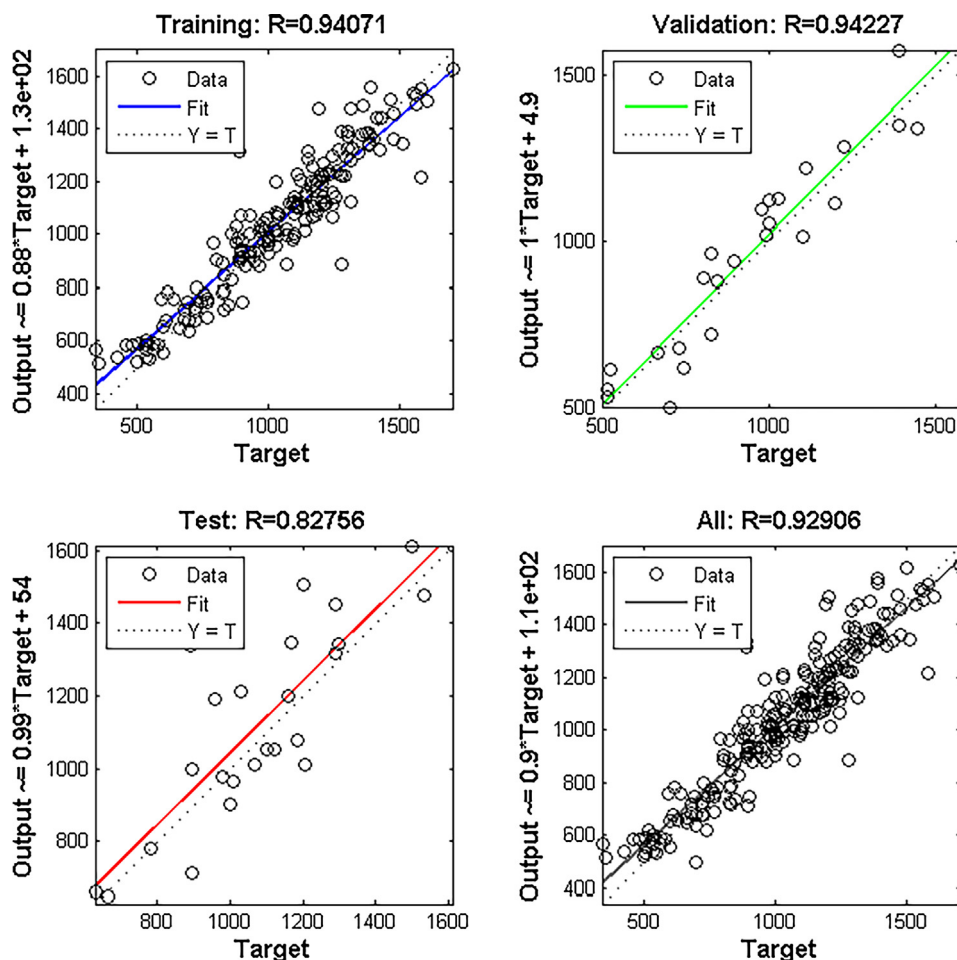 Training: R=0.94071
Output ~= 0.88*Target + 1.3e+02
1600
1400
1200
1000
800
600
400
Data
Fit
Y = T
500
1000
1500
Target
Validation: R=0.94227
Output ~= 1*Target + 4.9
1500
1000
500
Data
Fit
Y = T
500
1000
1500
Target
Test: R=0.82756
Output ~= 0.99*Target + 54
1600
1400
1200
1000
800
Data
Fit
Y = T
800
1000
1200
1400
1600
Target
All: R=0.92906
Output ~= 0.9*Target + 1.1e+02
1600
1400
1200
1000
800
600
400
Data
Fit
Y = T
500
1000
1500
Target